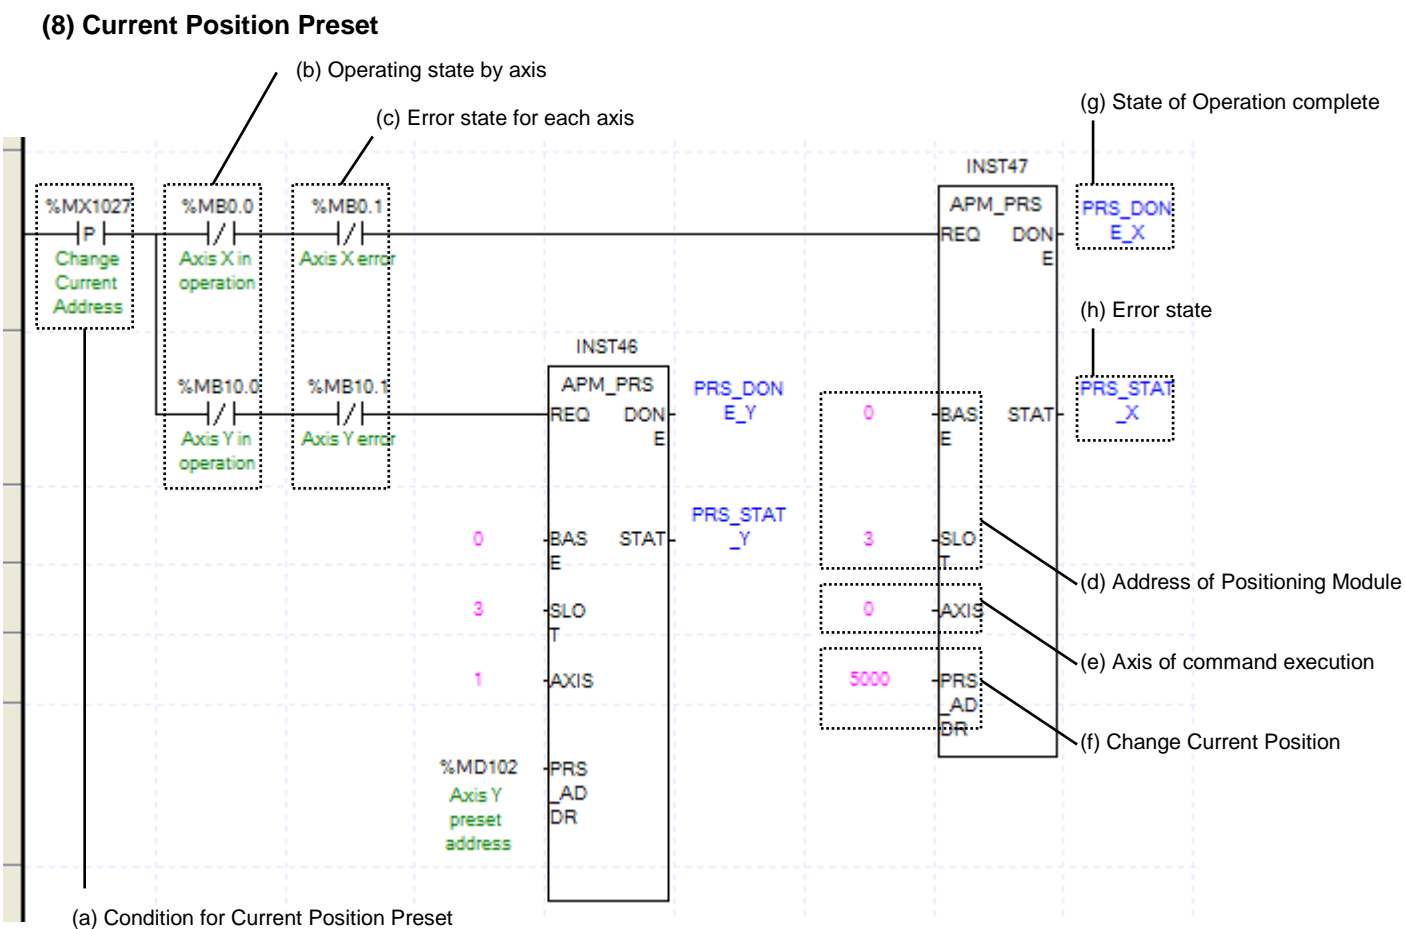 (8) Current Position Preset
(b) Operating state by axis
(c) Error state for each axis
(g) State of Operation complete
INST47
%MX1027
%MB0.0
%MB0.1
APM_PRS
PRS_DON
E_X
P
REQ
DON
E
Change
Current
Address
Axis X in
operation
Axis X error
(h) Error state
INST46
%MB10.0
%MB10.1
APM_PRS
PRS_DON
E_Y
PRS_STAT
_X
REQ
DON
E
0
BAS
E
STAT
Axis Y in
operation
Axis Y error
PRS_STAT
_Y
0
BAS
E
STAT
3
SLO
T
(d) Address of Positioning Module
3
SLO
T
0
AXIS
(e) Axis of command execution
1
AXIS
5000
PRS
_AD
DR
(f) Change Current Position
%MD102
Axis Y
preset
address
PRS
_AD
DR
(a) Condition for Current Position Preset